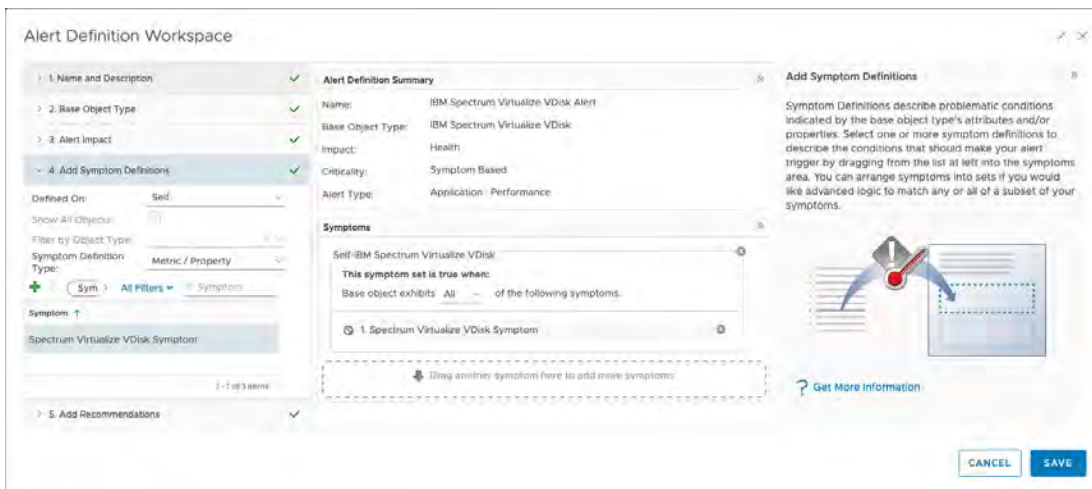 Alert Definition Workspace
1. Name and Description
2. Base Object Type
3. Alert Impact
4. Add Symptom Definitions
Defined On: Self
Show All Objects:
Filter by Object Type:
Symptom Definition Type: Metric / Property
Sym All Filters Symptom
Symptom
Spectrum Virtualize VDisk Symptom
1 - 1 of 1 items
5. Add Recommendations
Alert Definition Summary
Name: IBM Spectrum Virtualize VDisk Alert
Base Object Type: IBM Spectrum Virtualize VDisk
Impact: Health
Criticality: Symptom Based
Alert Type: Application : Performance
Symptoms
Self-IBM Spectrum Virtualize VDisk
This symptom set is true when:
Base object exhibits All of the following symptoms.
1. Spectrum Virtualize VDisk Symptom
Drag another symptom here to add more symptoms
Add Symptom Definitions
Symptom Definitions describe problematic conditions
indicated by the base object type's attributes and/or
properties. Select one or more symptom definitions to
describe the conditions that should make your alert
trigger by dragging from the list at left into the symptoms
area. You can arrange symptoms into sets if you would
like advanced logic to match any or all of a subset of your
symptoms.
? Get More Information
CANCEL
SAVE